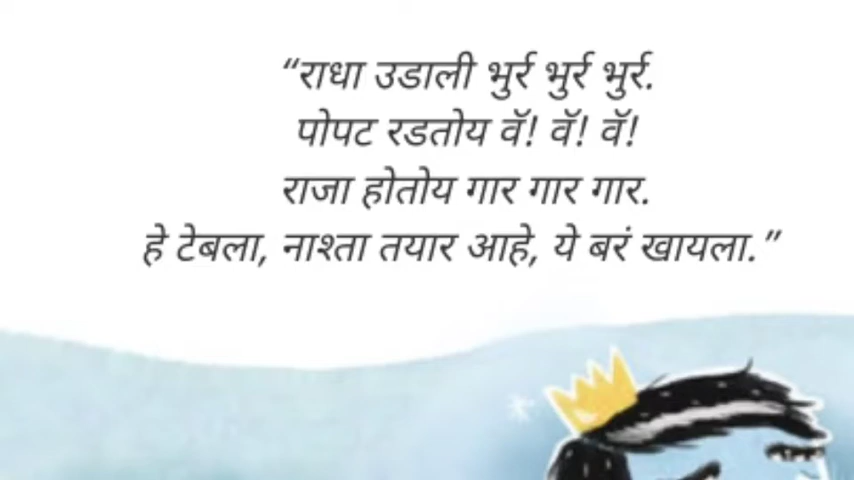 “राधा उडाली भुर्र भुर्र भुर्र.
पोपट रडतोय वॅ! वॅ! वॅ!
राजा होतोय गार गार गार.
हे टेबला, नाश्ता तयार आहे, ये बरं खायला.”